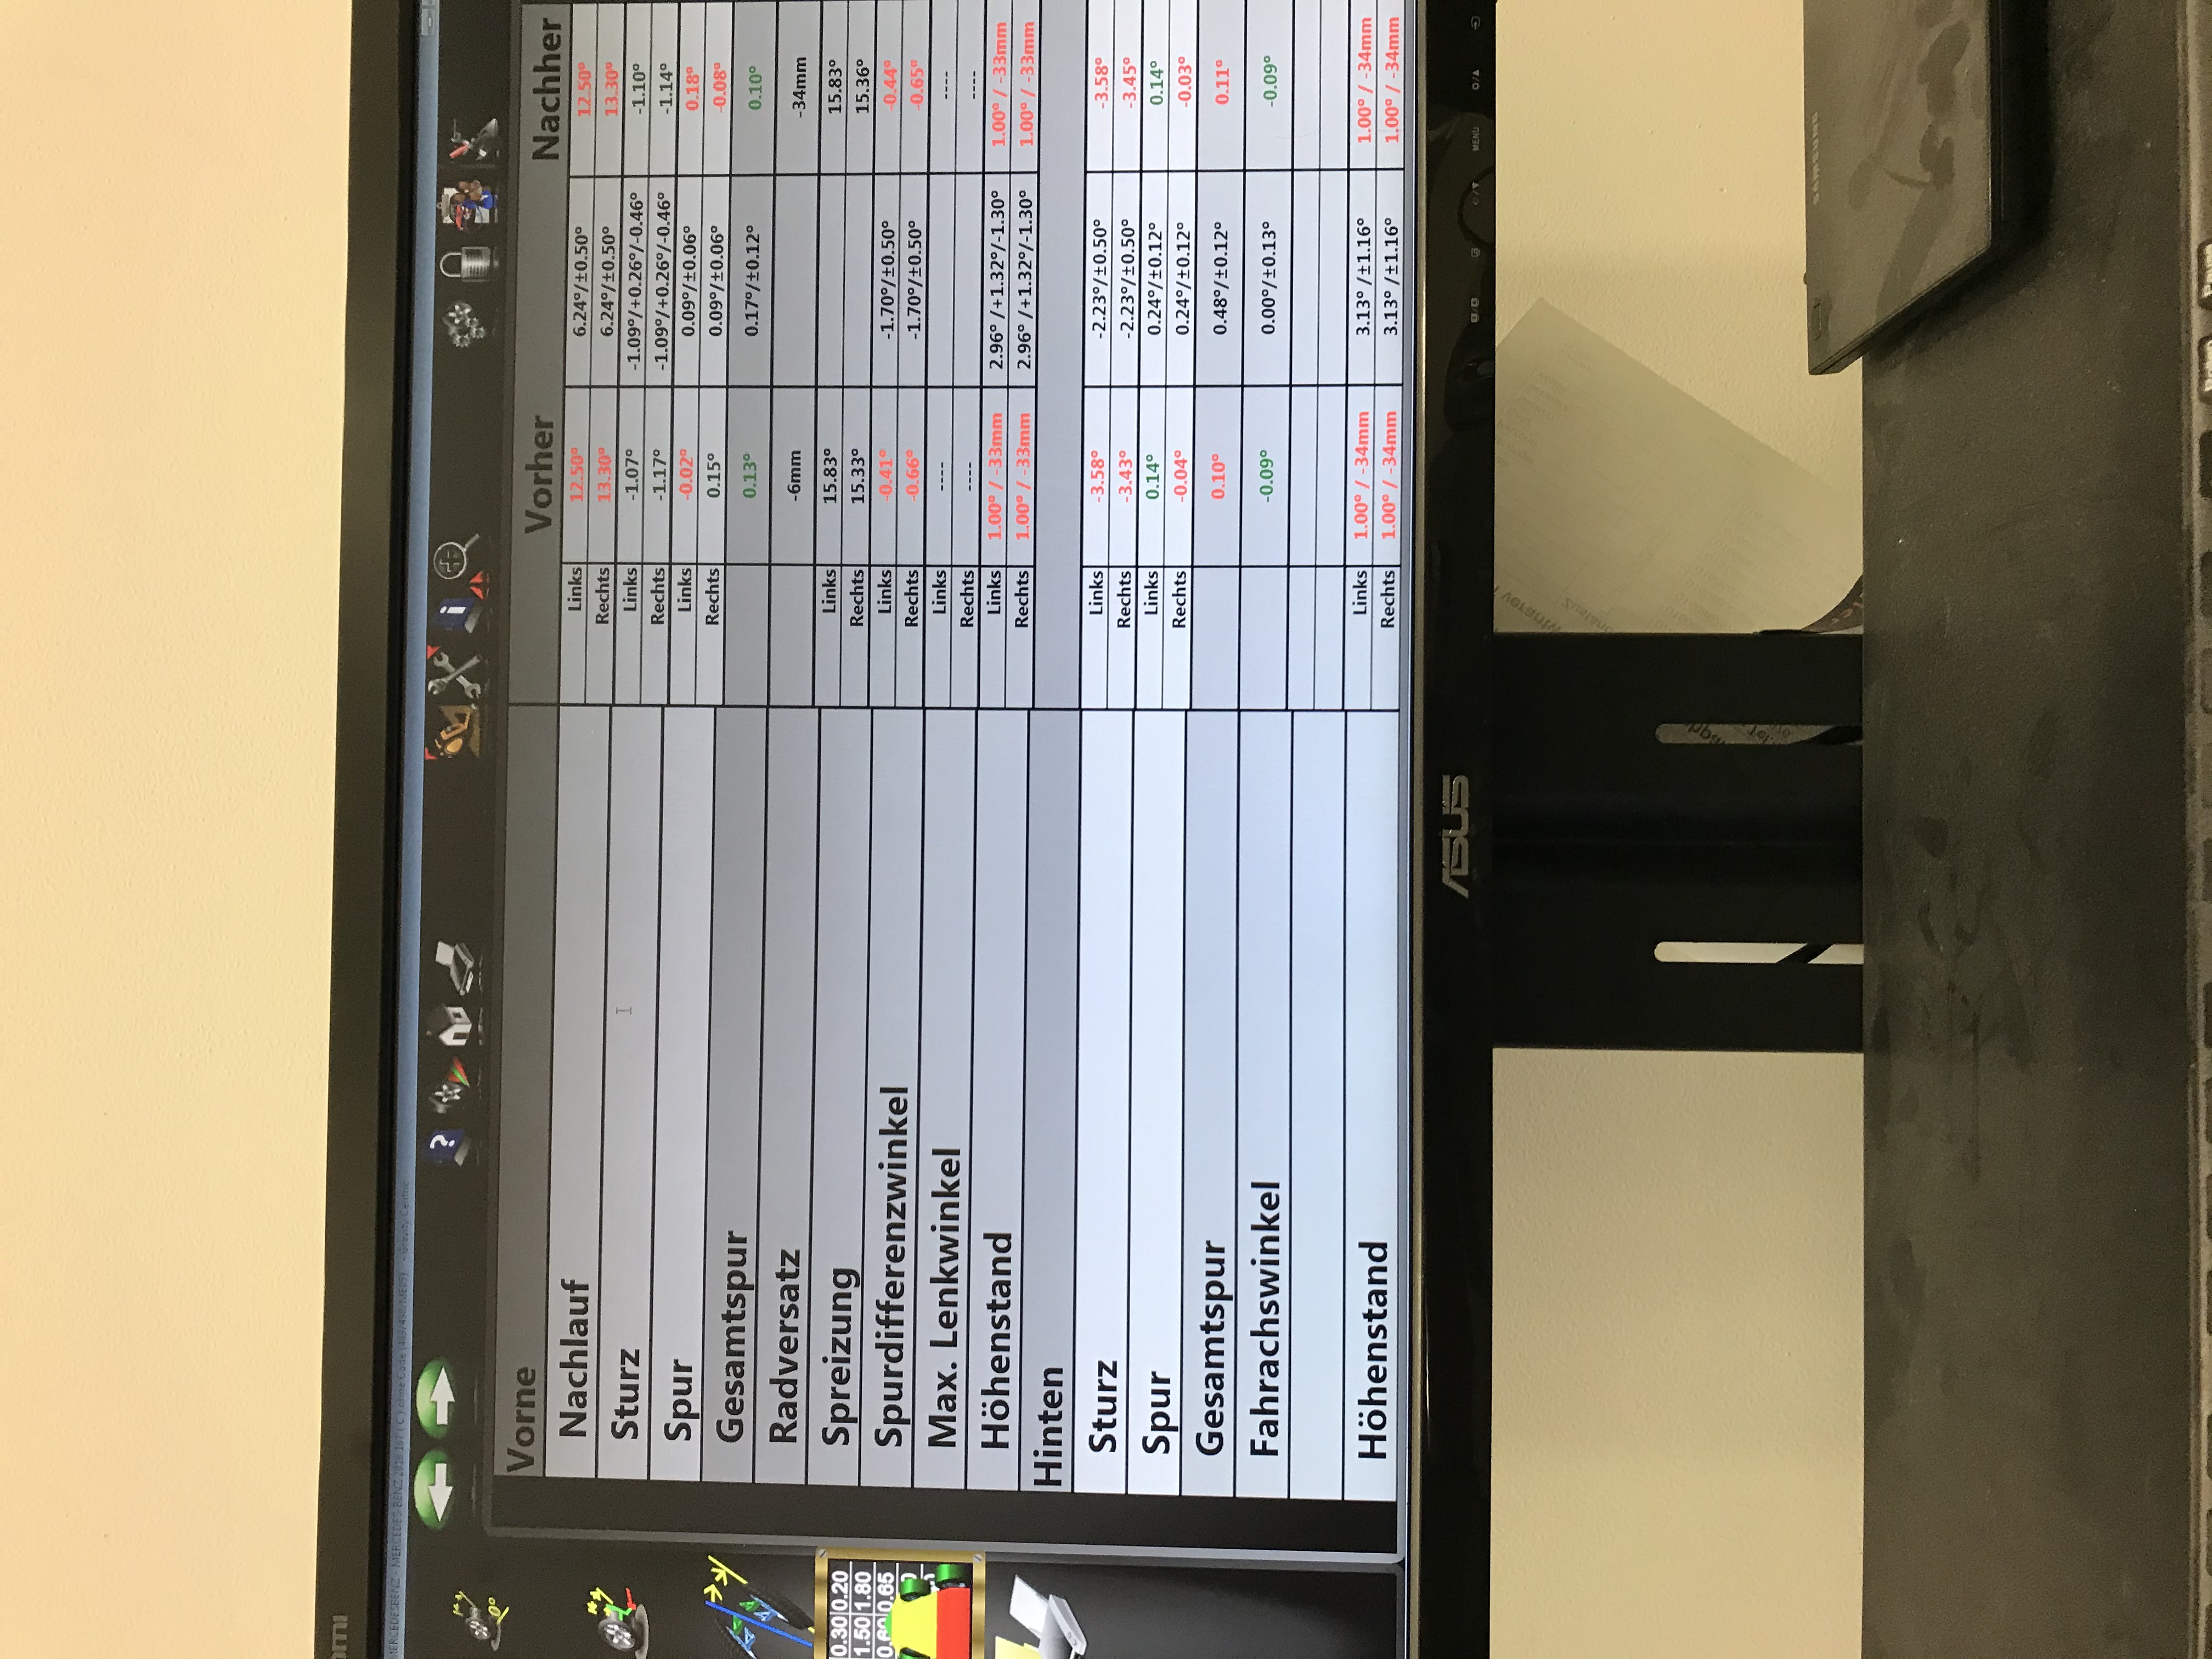 MERCEDESBENZ - MERCEDES-BENZ
0°
Vorne Vorher Nachher
Nachlauf Links 12.50° 6.24°/±0.50° 12.50°
Rechts 13.30° 6.24°/±0.50° 13.30°
Sturz Links -1.07° -1.09°/+0.26°/-0.46° -1.10°
Rechts -1.17° -1.09°/+0.26°/-0.46° -1.14°
Spur Links -0.02° 0.09°/±0.06° 0.18°
Rechts 0.15° 0.09°/±0.06° -0.08°
Gesamtspur 0.13° 0.17°/±0.12° 0.10°
Radversatz -6mm -34mm
Spreizung Links 15.83° 15.83°
Rechts 15.33° 15.36°
Spurdifferenzwinkel Links -0.41° -1.70°/±0.50° -0.44°
Rechts -0.66° -1.70°/±0.50° -0.65°
Max. Lenkwinkel Links ---- ----
Rechts ---- ----
Höhenstand Links 1.00° / -33mm 2.96° /+1.32°/-1.30° 1.00° / -33mm
Rechts 1.00° / -33mm 2.96° /+1.32°/-1.30° 1.00° / -33mm
Hinten
Sturz Links -3.58° -2.23°/±0.50° -3.58°
Rechts -3.43° -2.23°/±0.50° -3.45°
Spur Links 0.14° 0.24°/±0.12° 0.14°
Rechts -0.04° 0.24°/±0.12° -0.03°
Gesamtspur 0.10° 0.48°/±0.12° 0.11°
Fahrachswinkel -0.09° 0.00°/±0.13° -0.09°
Höhenstand Links 1.00° / -34mm 3.13° /±1.16° 1.00° / -34mm
Rechts 1.00° / -34mm 3.13° /±1.16° 1.00° / -34mm
0.30 0.20
1.50 1.80
0.60 0.65
ASUS
MENU
SAMSUNG
Rollen Pause